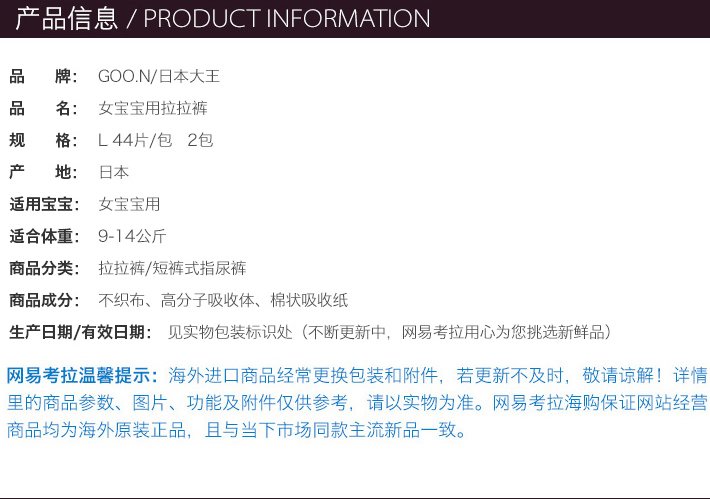 产品信息 / PRODUCT INFORMATION
品 牌： GOO.N/日本大王
品 名： 女宝宝用拉拉裤
规 格： L 44片/包 2包
产 地： 日本
适用宝宝： 女宝宝用
适合体重： 9-14公斤
商品分类： 拉拉裤/短裤式指尿裤
商品成分： 不织布、高分子吸收体、棉状吸收纸
生产日期/有效日期： 见实物包装标识处（不断更新中，网易考拉用心为您挑选新鲜品）
网易考拉温馨提示：海外进口商品经常更换包装和附件，若更新不及时，敬请谅解！详情
里的商品参数、图片、功能及附件仅供参考，请以实物为准。网易考拉海购保证网站经营
商品均为海外原装正品，且与当下市场同款主流新品一致。